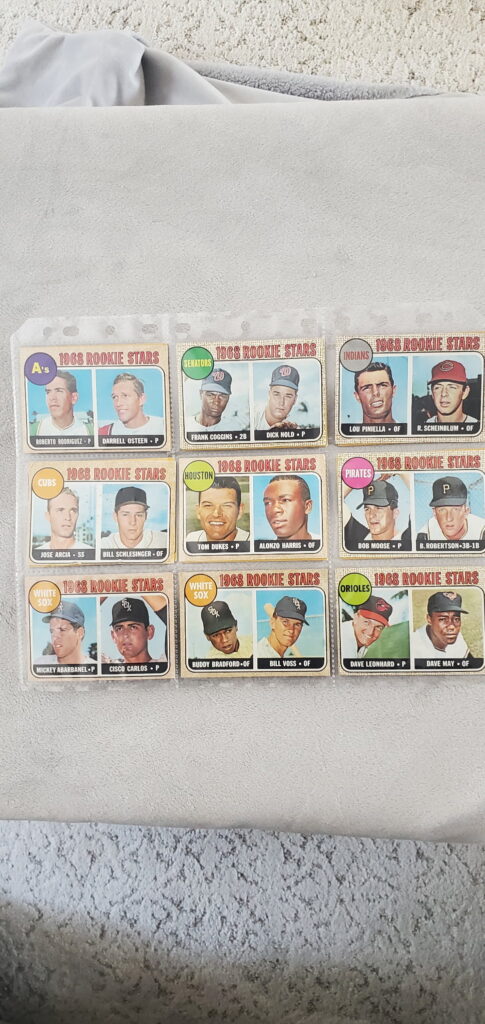 A's 1968 ROOKIE STARS
ROBERTO RODRIGUEZ • P DARRELL OSTEEN • P
SENATORS 1968 ROOKIE STARS
FRANK COGGINS • 2B DICK NOLD • P
INDIANS 1968 ROOKIE STARS
LOU PINIELLA • OF R. SCHEINBLUM • OF
CUBS 1968 ROOKIE STARS
JOSE ARCIA • SS BILL SCHLESINGER • OF
HOUSTON 1968 ROOKIE STARS
TOM DUKES • P ALONZO HARRIS • OF
PIRATES 1968 ROOKIE STARS
BOB MOOSE • P B. ROBERTSON • 3B-1B
WHITE SOX 1968 ROOKIE STARS
MICKEY ABARBANEL • P CISCO CARLOS • P
WHITE SOX 1968 ROOKIE STARS
BUDDY BRADFORD • OF BILL VOSS • OF
ORIOLES 1968 ROOKIE STARS
DAVE LEONHARD • P DAVE MAY • OF